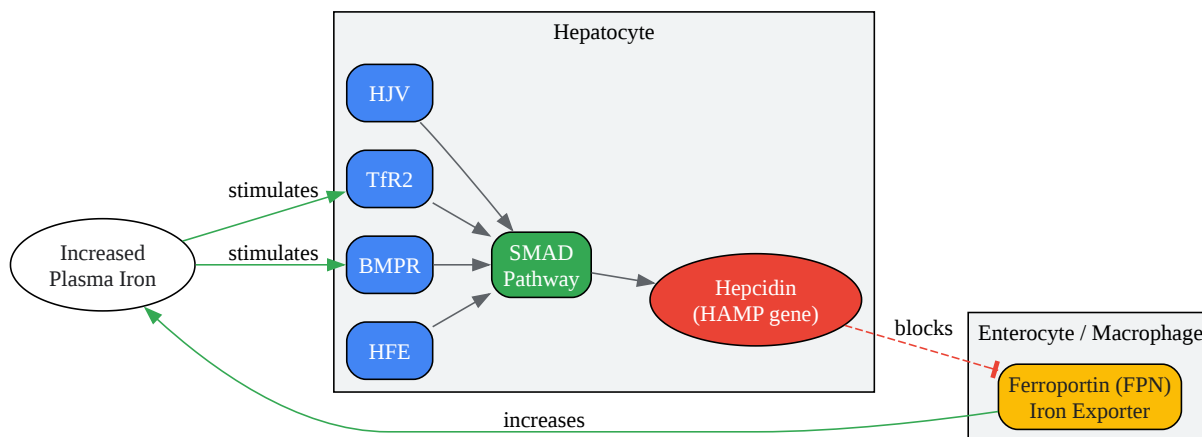 Hepatocyte
HJV
TfR2
stimulates
BMPR
stimulates
HFE
Increased
Plasma Iron
SMAD
Pathway
Hepcidin
(HAMP gene)
blocks
Enterocyte / Macrophage
Ferroportin (FPN)
Iron Exporter
increases